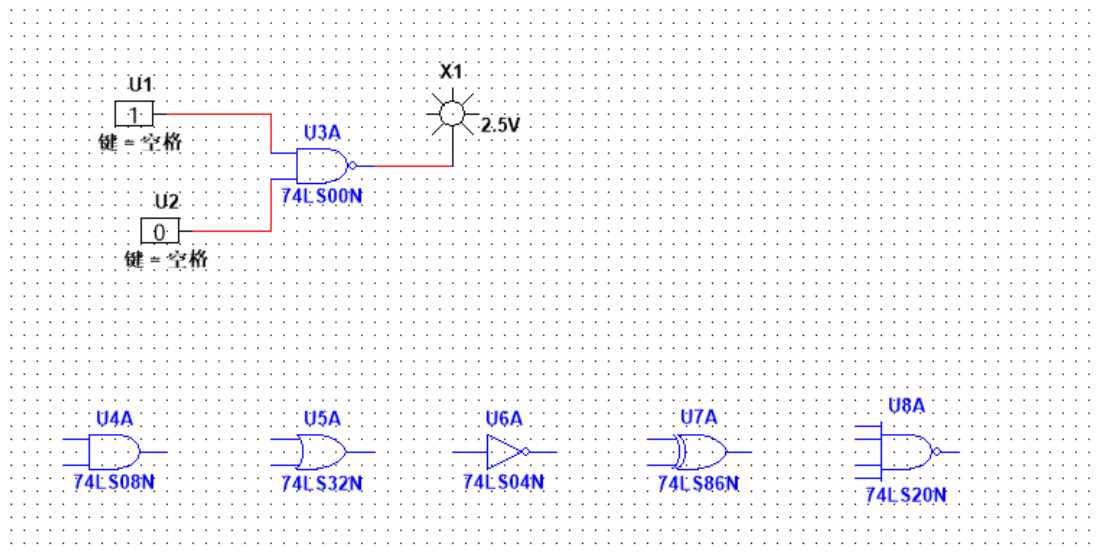 X1
U1
1
2.5V
键 = 空格
U3A
74LS00N
U2
0
键 = 空格
U4A
U5A
U6A
U7A
U8A
74LS08N
74LS32N
74LS04N
74LS86N
74LS20N